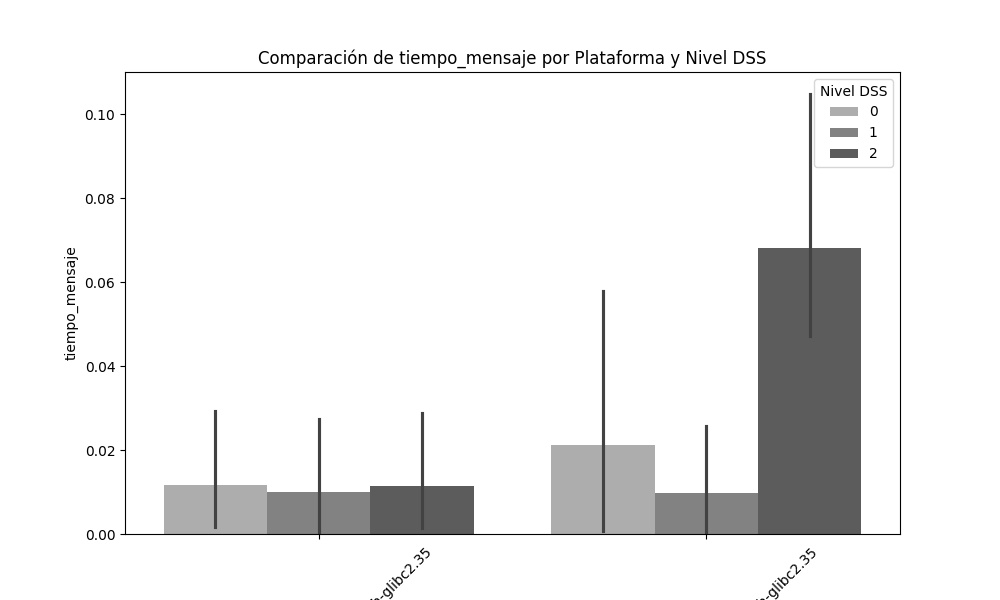 Comparación de tiempo_mensaje por Plataforma y Nivel DSS
Nivel DSS
0
1
2
tiempo_mensaje
0.10
0.08
0.06
0.04
0.02
0.00
-glibc2.35
-glibc2.35